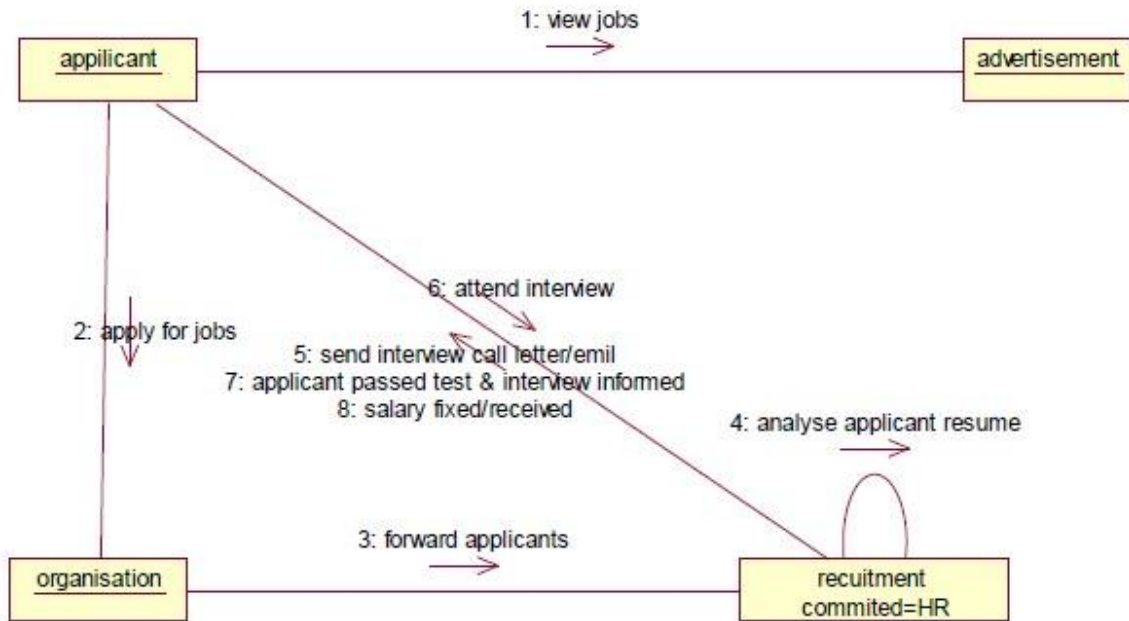 1: view jobs
appilicant
advertisement
6: attend interview
2: apply for jobs
5: send interview call letter/emil
7: applicant passed test & interview informed
8: salary fixed/received
4: analyse applicant resume
3: forward applicants
organisation
recuitment
commited=HR